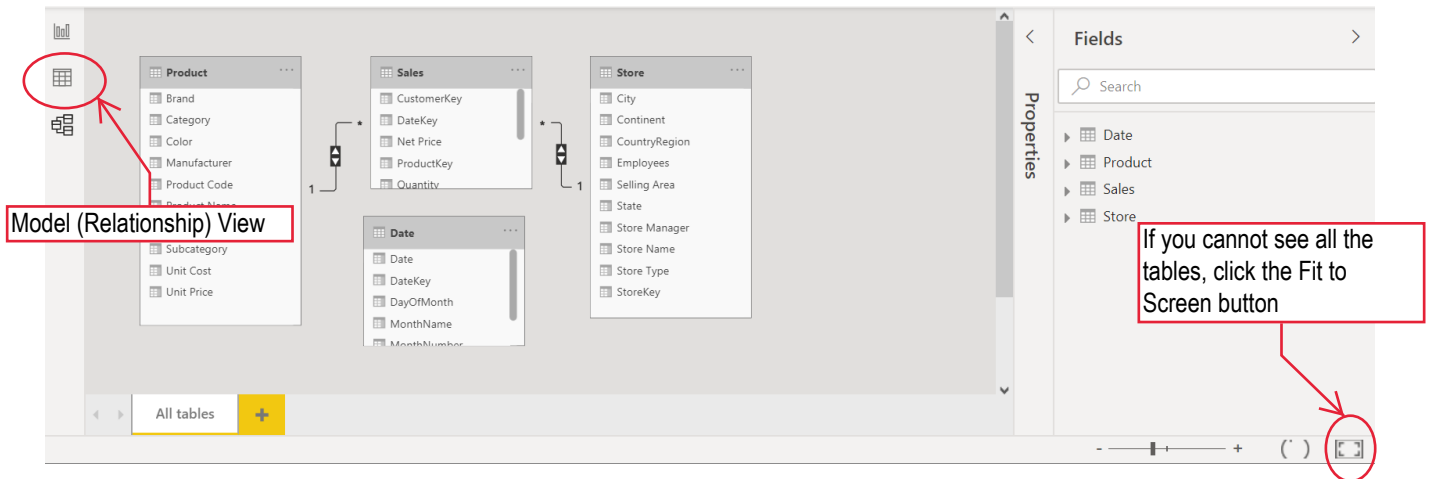 Product
Brand
Category
Color
Manufacturer
Product Code
Product Name
Subcategory
Unit Cost
Unit Price
1
*
Sales
CustomerKey
DateKey
Net Price
ProductKey
Quantity
*
1
Date
Date
DateKey
DayOfMonth
MonthName
MonthNumber
Store
City
Continent
CountryRegion
Employees
Selling Area
State
Store Manager
Store Name
Store Type
StoreKey
Model (Relationship) View
Properties
Fields
Search
Date
Product
Sales
Store
If you cannot see all the
tables, click the Fit to
Screen button
All tables
+
- +